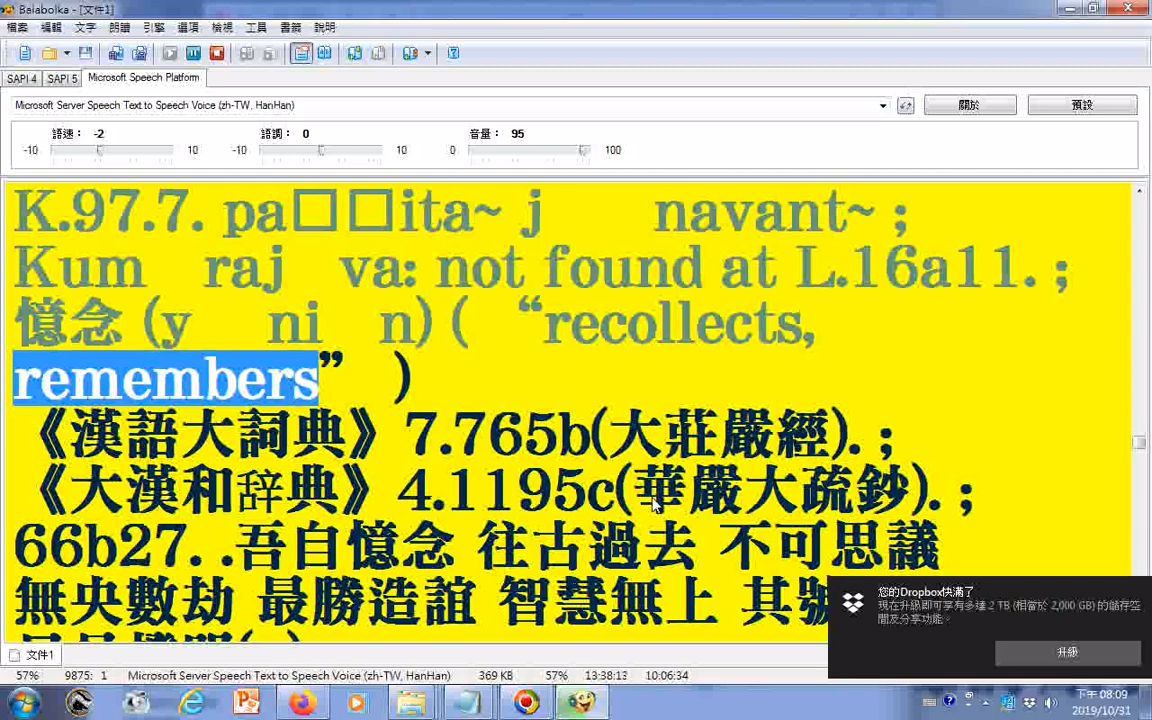 Balabolka - [文件1]
檔案 編輯 文字 朗讀 引擎 選項 檢視 工具 書籤 說明
SAPI 4 SAPI 5 Microsoft Speech Platform
Microsoft Server Speech Text to Speech Voice (zh-TW, HanHan) 關於 預設
語速： -2 語調： 0 音量： 95
-10 10 -10 10 0 100
K.97.7. pa□□ita~ j navant~ ;
Kum raj va: not found at L.16a11. ;
憶念 (y ni n) ( “recollects,
remembers” )
《漢語大詞典》7.765b(大莊嚴經). ;
《大漢和辞典》4.1195c(華嚴大疏鈔). ;
66b27. .吾自憶念 往古過去 不可思議
無央數劫 最勝造誼 智慧無上 其號
您的Dropbox快滿了
現在升級即可享有多達 2 TB (相當於 2,000 GB) 的儲存空
間及分享功能。
升級
文件1
57% 9875: 1 Microsoft Server Speech Text to Speech Voice (zh-TW, HanHan) 369 KB 57% 13:38:13 10:06:34
下午 08:09
2019/10/31